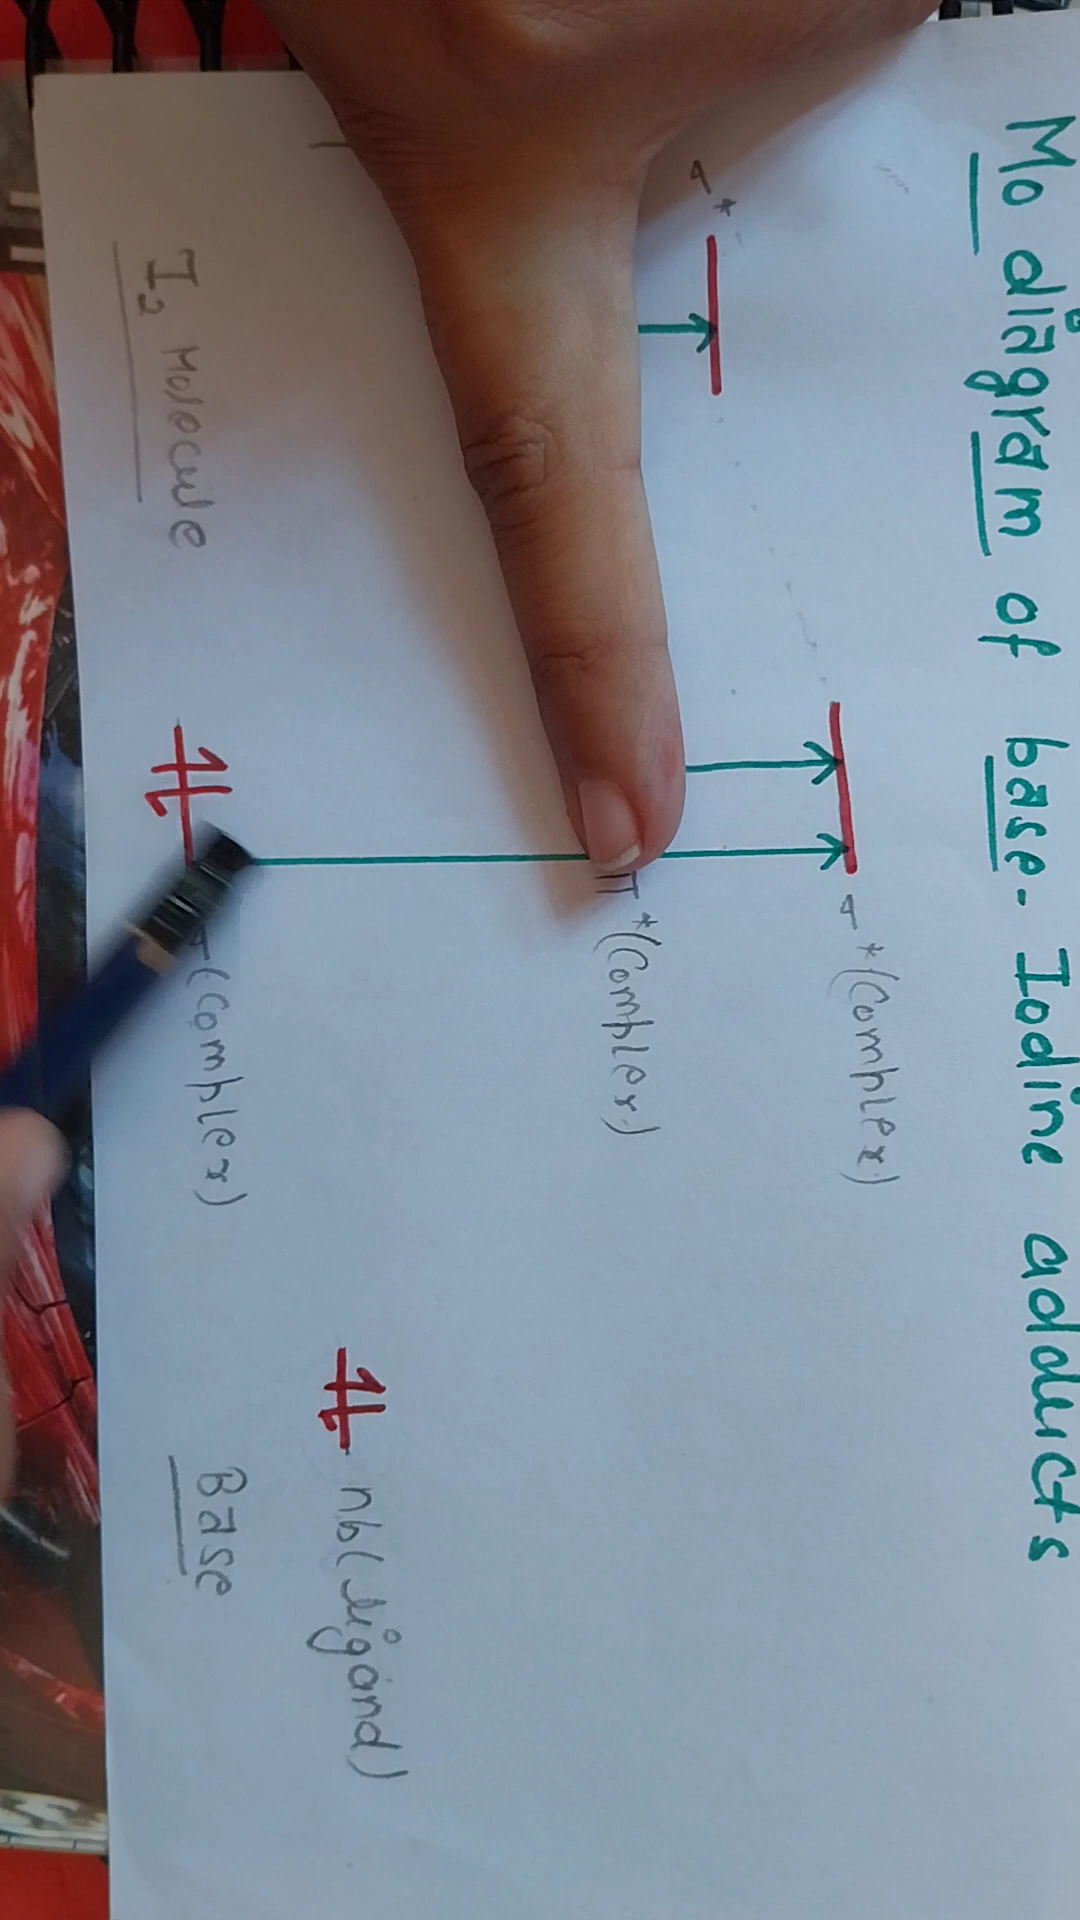 Mo diagram of base-Iodine adducts
σ*(Complex)
σ*
π*(Complex)
nb(ligand)
σ(Complex)
Base
I₂ Molecule